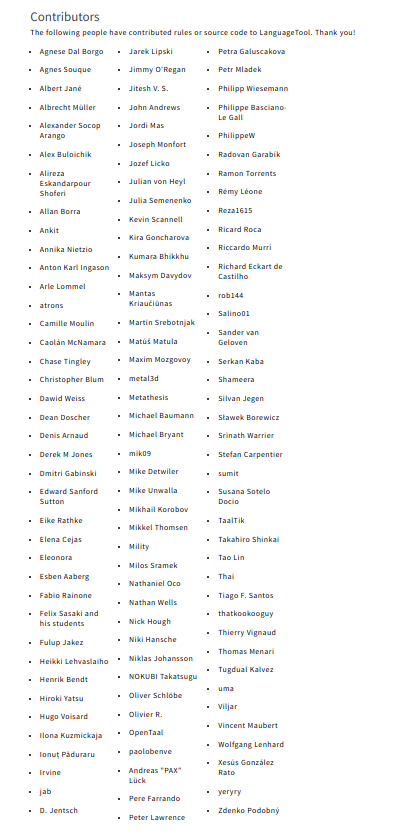 Contributors
The following people have contributed rules or source code to LanguageTool. Thank you!
Agnese Dal Borgo
Agnes Souque
Albert Jané
Albrecht Müller
Alexander Socop
Arango
Alex Buloichik
Alireza
Eskandarpour
Shoferi
Allan Borra
Ankit
Annika Nietzio
Anton Karl Ingason
Arle Lommel
atrons
Camille Moulin
Caolán McNamara
Chase Tingley
Christopher Blum
Dawid Weiss
Dean Doscher
Denis Arnaud
Derek M Jones
Dmitri Gabinski
Edward Sanford
Sutton
Eike Rathke
Elena Cejas
Eleonora
Esben Aaberg
Fabio Rainone
Felix Sasaki and
his students
Fulup Jakez
Heikki Lehvaslaiho
Henrik Bendt
Hiroki Yatsu
Hugo Voisard
Ilona Kuzmickaja
Ionuț Păduraru
Irvine
jab
D. Jentsch
Jarek Lipski
Jimmy O'Regan
Jitesh V. S.
John Andrews
Jordi Mas
Joseph Monfort
Jozef Licko
Julian von Heyl
Julia Semenenko
Kevin Scannell
Kira Goncharova
Kumara Bhikkhu
Maksym Davydov
Mantas
Kriaučiūnas
Martin Srebotnjak
Matúš Matula
Maxim Mozgovoy
metal3d
Metathesis
Michael Baumann
Michael Bryant
mik09
Mike Detwiler
Mike Unwalla
Mikhail Korobov
Mikkel Thomsen
Mility
Milos Sramek
Nathaniel Oco
Nathan Wells
Nick Hough
Niki Hansche
Niklas Johansson
NOKUBI Takatsugu
Oliver Schlöbe
Olivier R.
OpenTaal
paolobenve
Andreas "PAX"
Lück
Pere Farrando
Peter Lawrence
Petra Galuscakova
Petr Mladek
Philipp Wiesemann
Philippe Basciano-
Le Gall
PhilippeW
Radovan Garabík
Ramon Torrents
Rémy Léone
Reza1615
Ricard Roca
Riccardo Murri
Richard Eckart de
Castilho
rob144
Salino01
Sander van
Geloven
Serkan Kaba
Shameera
Silvan Jegen
Sławek Borewicz
Srinath Warrier
Stefan Carpentier
sumit
Susana Sotelo
Docio
TaalTik
Takahiro Shinkai
Tao Lin
Thai
Tiago F. Santos
thatkookooguy
Thierry Vignaud
Thomas Menari
Tugdual Kalvez
uma
Viljar
Vincent Maubert
Wolfgang Lenhard
Xesús González
Rato
yeryry
Zdenko Podobný